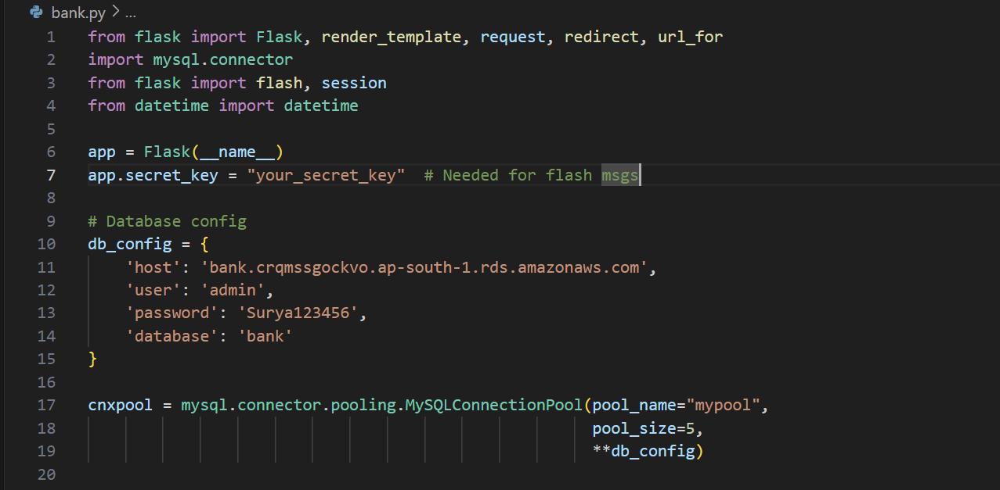 bank.py > ...
1 from flask import Flask, render_template, request, redirect, url_for
2 import mysql.connector
3 from flask import flash, session
4 from datetime import datetime
5
6 app = Flask(__name__)
7 app.secret_key = "your_secret_key"  # Needed for flash msgs
8
9 # Database config
10 db_config = {
11     'host': 'bank.crqmssgockvo.ap-south-1.rds.amazonaws.com',
12     'user': 'admin',
13     'password': 'Surya123456',
14     'database': 'bank'
15 }
16
17 cnxpool = mysql.connector.pooling.MySQLConnectionPool(pool_name="mypool",
18                                                       pool_size=5,
19                                                       **db_config)
20